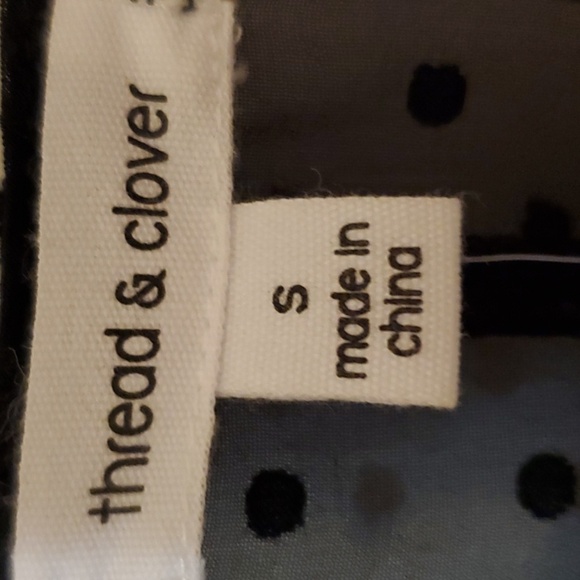 thread & clover
s
made in
china